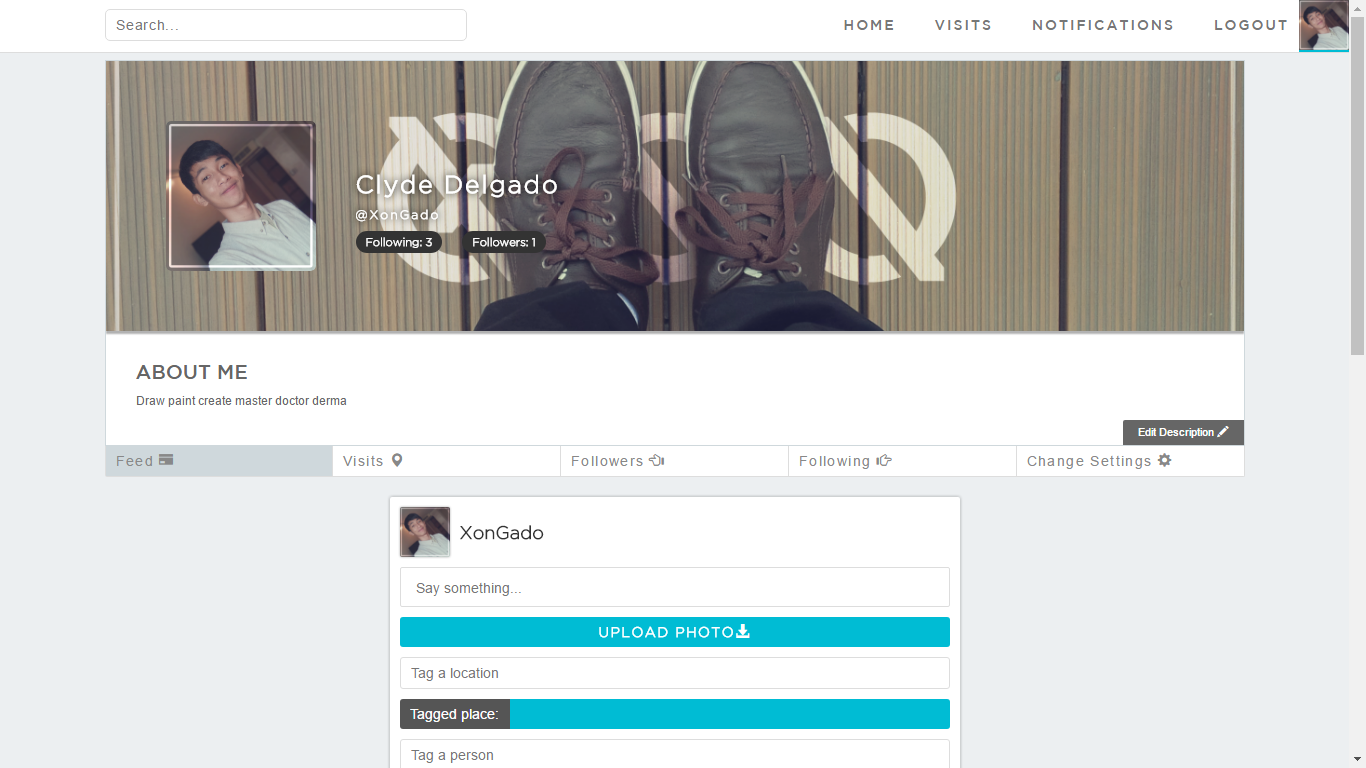 Search...
HOME VISITS NOTIFICATIONS LOGOUT
Clyde Delgado
@XonGado
Following: 3 Followers: 1
ABOUT ME
Draw paint create master doctor derma
Edit Description
Feed Visits Followers Following Change Settings
XonGado
Say something...
UPLOAD PHOTO
Tag a location
Tagged place:
Tag a person